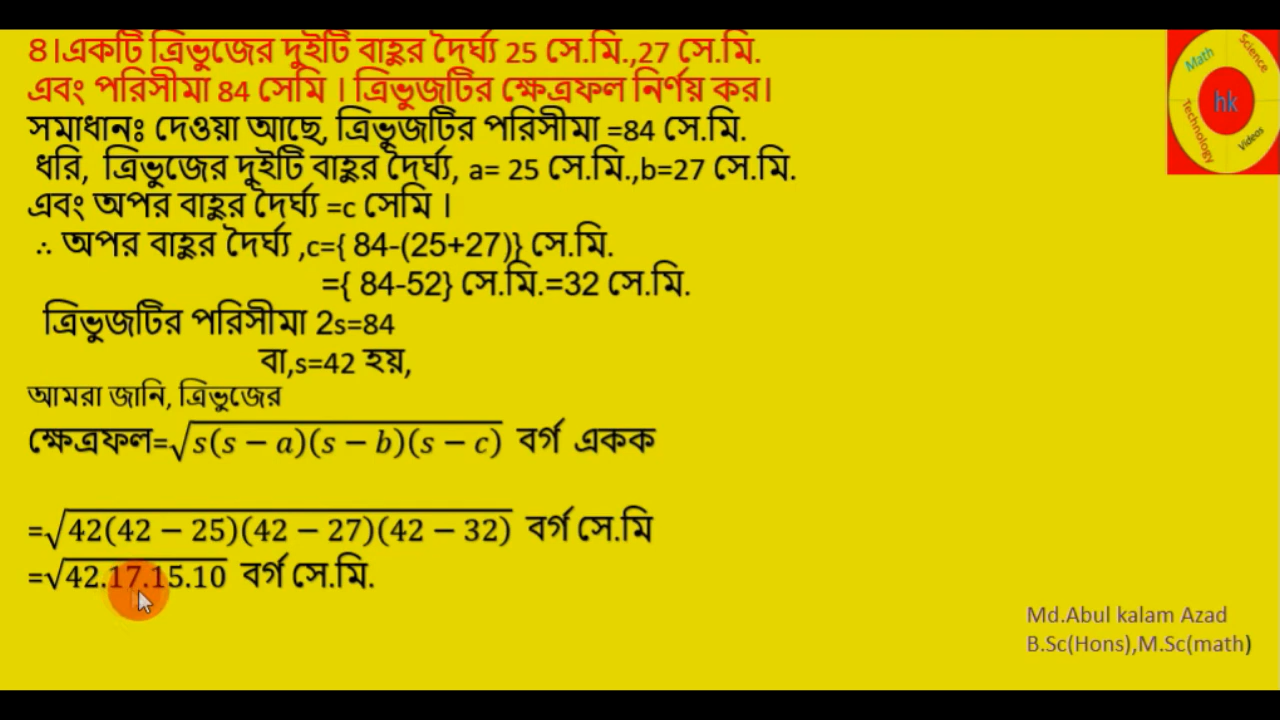 ৪।একটি ত্রিভুজের দুইটি বাহুর দৈর্ঘ্য 25 সে.মি.,27 সে.মি.
এবং পরিসীমা 84 সেমি । ত্রিভুজটির ক্ষেত্রফল নির্ণয় কর।
সমাধানঃ দেওয়া আছে, ত্রিভুজটির পরিসীমা =84 সে.মি.
ধরি, ত্রিভুজের দুইটি বাহুর দৈর্ঘ্য, a= 25 সে.মি.,b=27 সে.মি.
এবং অপর বাহুর দৈর্ঘ্য =c সেমি ।
∴ অপর বাহুর দৈর্ঘ্য ,c={ 84-(25+27)} সে.মি.
={ 84-52} সে.মি.=32 সে.মি.
ত্রিভুজটির পরিসীমা 2s=84
বা,s=42 হয়,
আমরা জানি, ত্রিভুজের
ক্ষেত্রফল=√s(s − a)(s − b)(s − c) বর্গ একক
=√42(42 − 25)(42 − 27)(42 − 32) বর্গ সে.মি
=√42.17.15.10 বর্গ সে.মি.
Math
Science
hk
Technology
Videos
Md.Abul kalam Azad
B.Sc(Hons),M.Sc(math)